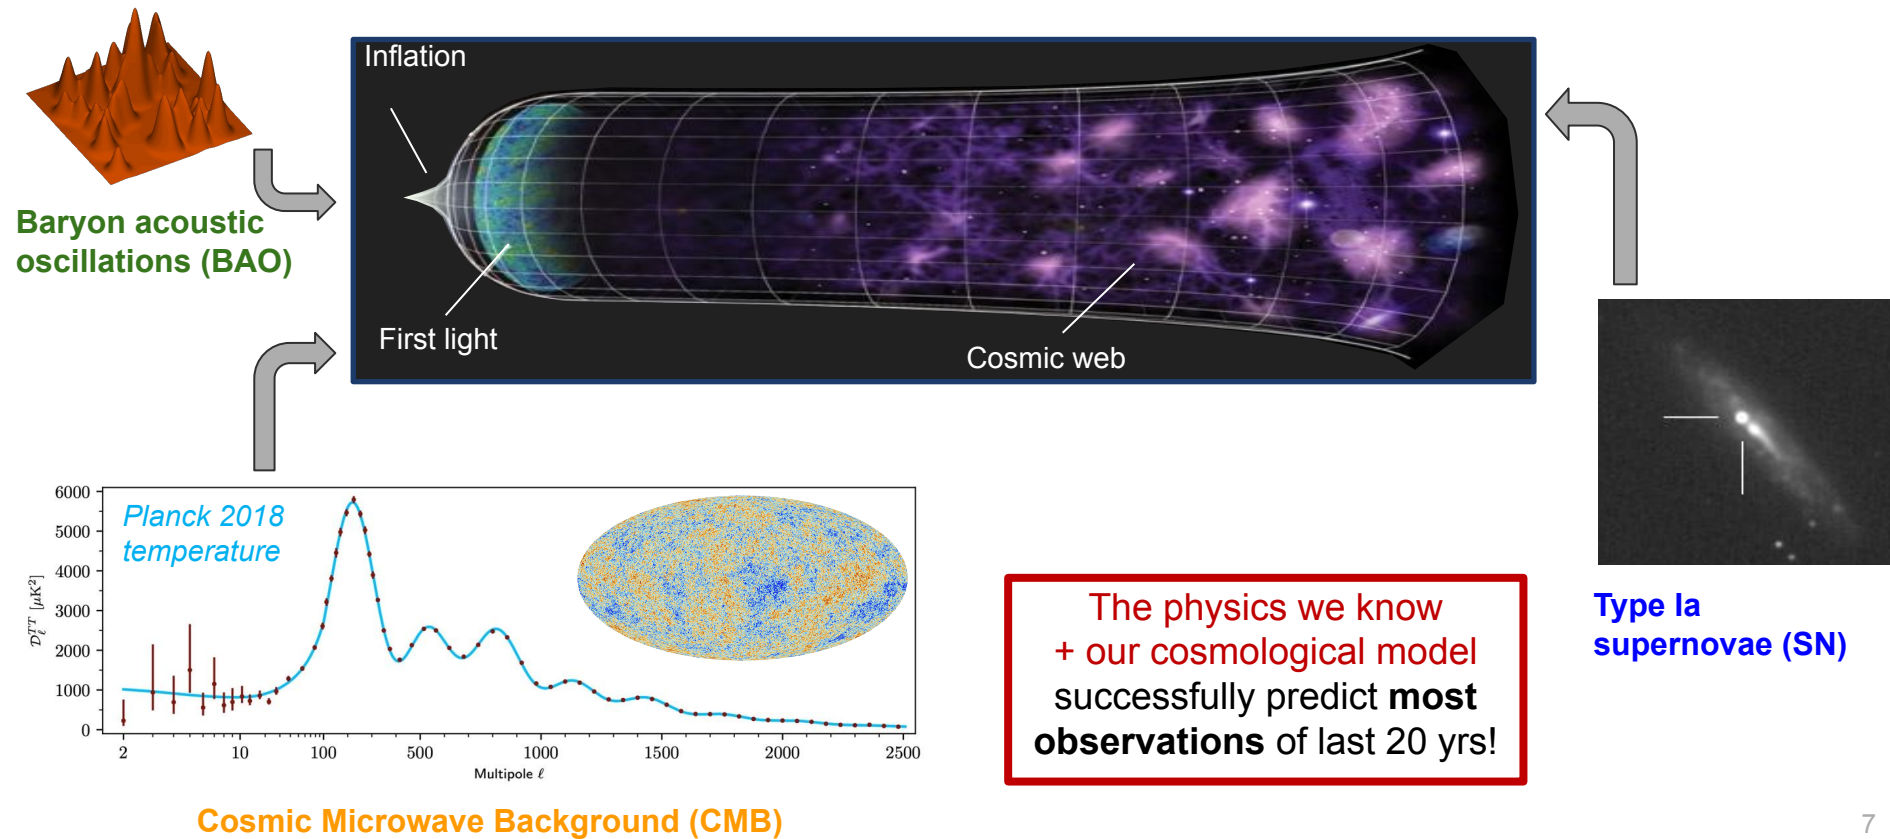 Inflation
First light
Cosmic web
Baryon acoustic
oscillations (BAO)
Type Ia
supernovae (SN)
Planck 2018
temperature
6000
5000
4000
3000
2000
1000
0
𝒟ℓᵀᵀ [μK²]
2
10
100
500
1000
1500
2000
2500
Multipole ℓ
Cosmic Microwave Background (CMB)
The physics we know
+ our cosmological model
successfully predict most
observations of last 20 yrs!
7